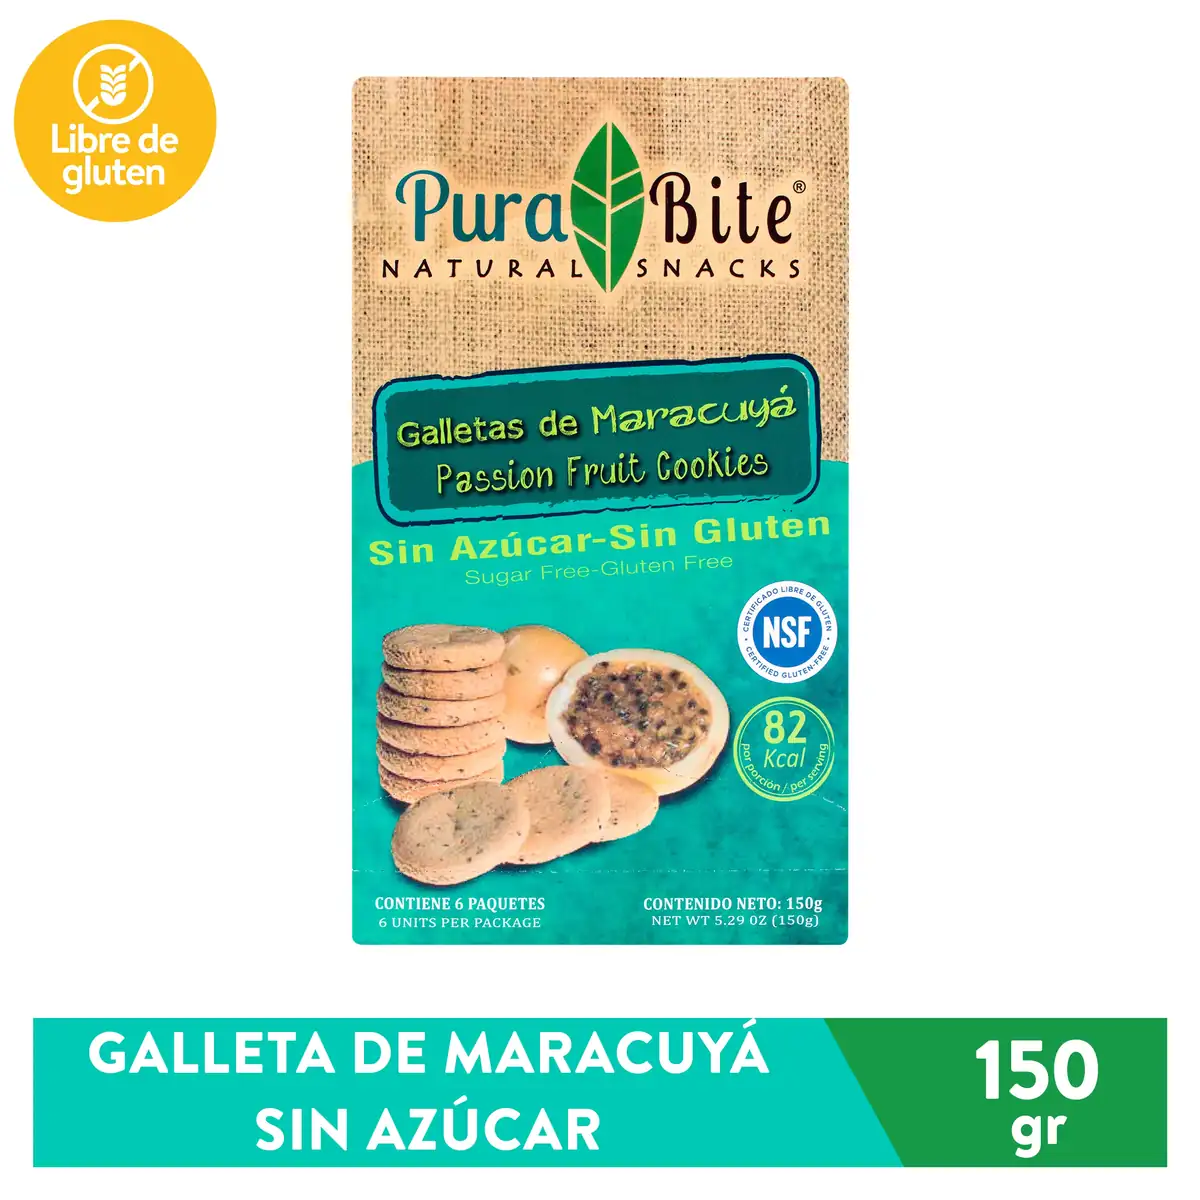 Libre de
gluten
Pura Bite®
NATURAL SNACKS
Galletas de Maracuyá
Passion Fruit Cookies
Sin Azúcar-Sin Gluten
Sugar Free-Gluten Free
CERTIFICADO LIBRE DE GLUTEN
NSF
CERTIFIED GLUTEN-FREE
82
Kcal
por porción / per serving
CONTIENE 6 PAQUETES
6 UNITS PER PACKAGE
CONTENIDO NETO: 150g
NET WT 5.29 OZ (150g)
GALLETA DE MARACUYÁ
SIN AZÚCAR
150
gr